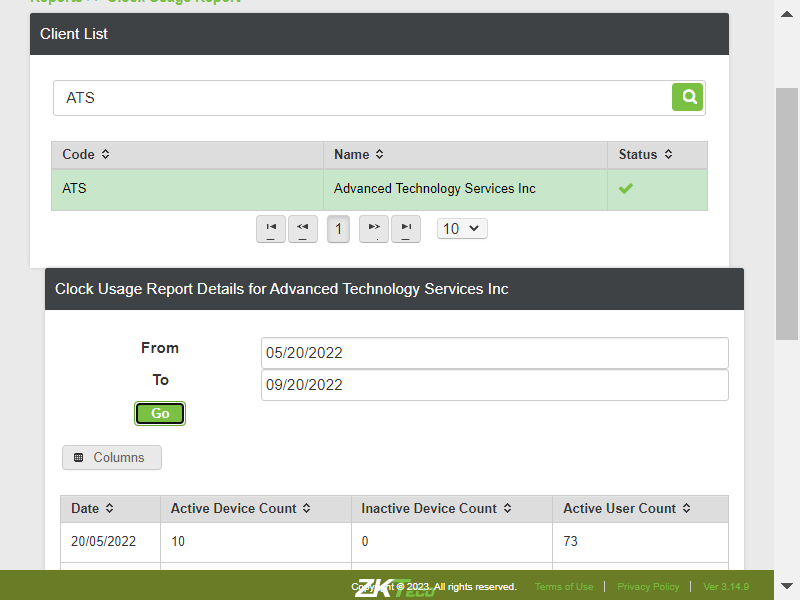 Reports >> Clock Usage Report
Client List
ATS
Code Name Status
ATS Advanced Technology Services Inc
1 10
Clock Usage Report Details for Advanced Technology Services Inc
From 05/20/2022
To 09/20/2022
Go
Columns
Date Active Device Count Inactive Device Count Active User Count
20/05/2022 10 0 73
Copyright © 2023. All rights reserved. Terms of Use | Privacy Policy | Ver 3.14.9
ZKTeco